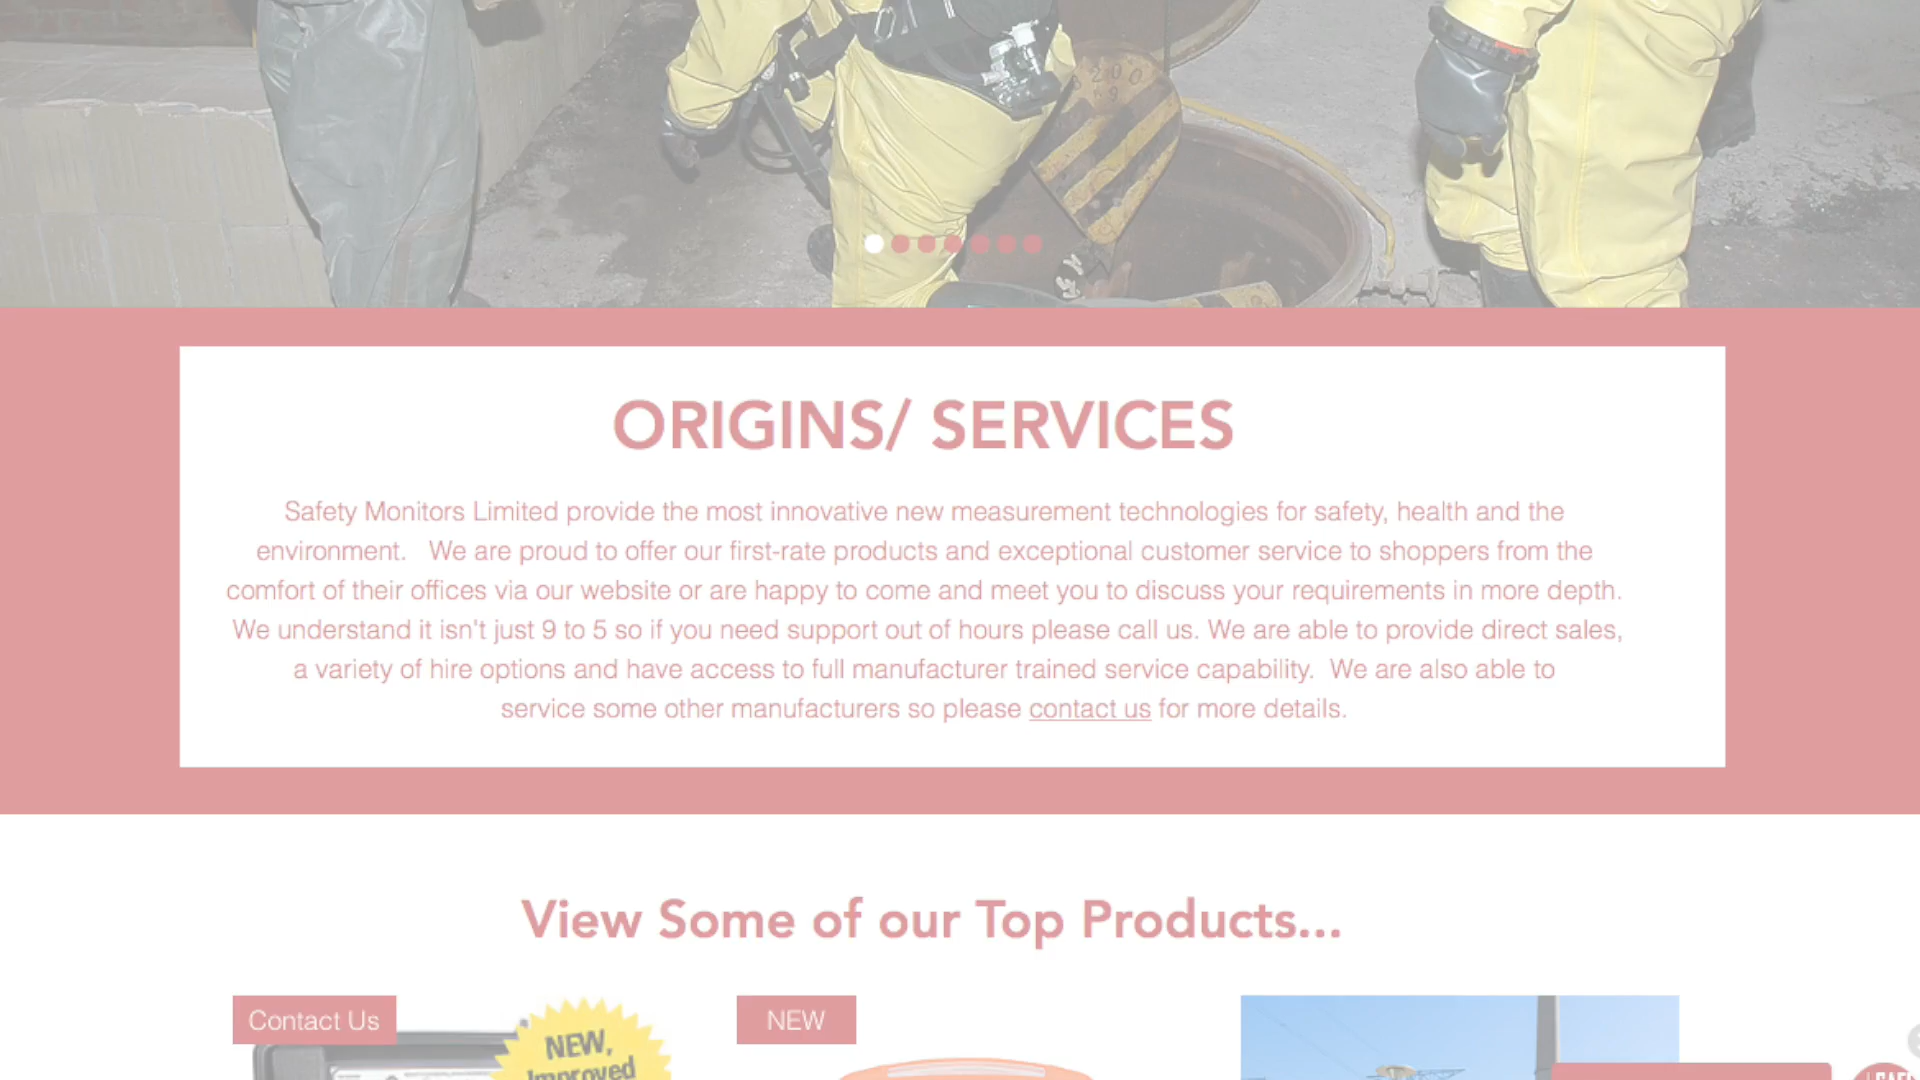 200
ORIGINS/ SERVICES
Safety Monitors Limited provide the most innovative new measurement technologies for safety, health and the
environment.   We are proud to offer our first-rate products and exceptional customer service to shoppers from the
comfort of their offices via our website or are happy to come and meet you to discuss your requirements in more depth.
We understand it isn't just 9 to 5 so if you need support out of hours please call us. We are able to provide direct sales,
a variety of hire options and have access to full manufacturer trained service capability.  We are also able to
service some other manufacturers so please contact us for more details.
View Some of our Top Products...
Contact Us
NEW,
Improved
NEW